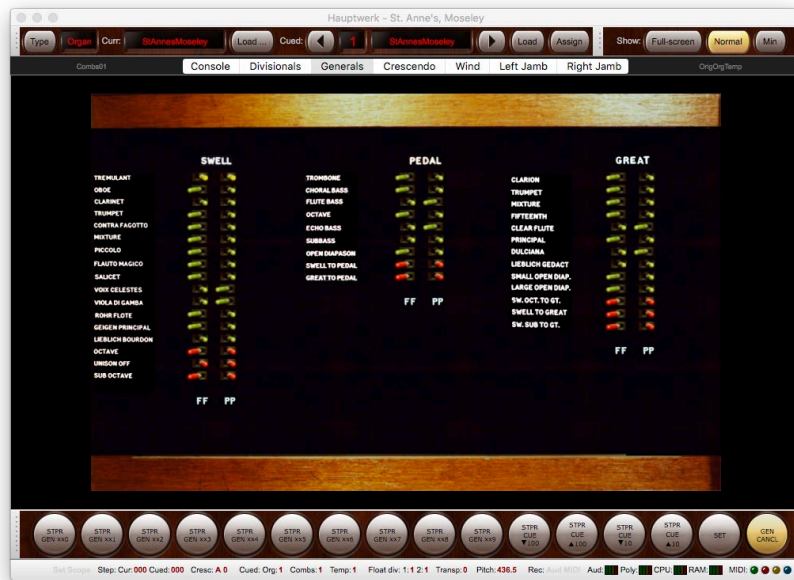 Hauptwerk - St. Anne's, Moseley
Type Organ Curr: StAnnesMoseley Load ... Cued: 1 StAnnesMoseley Load Assign Show: Full-screen Normal Min
Combs01 Console Divisionals Generals Crescendo Wind Left Jamb Right Jamb OrigOrgTemp
SWELL
TREMULANT
OBOE
CLARINET
TRUMPET
CONTRA FAGOTTO
MIXTURE
PICCOLO
FLAUTO MAGICO
SALICET
VOIX CELESTES
VIOLA DI GAMBA
ROHR FLOTE
GEIGEN PRINCIPAL
LIEBLICH BOURDON
OCTAVE
UNISON OFF
SUB OCTAVE
FF PP
PEDAL
TROMBONE
CHORAL BASS
FLUTE BASS
OCTAVE
ECHO BASS
SUBBASS
OPEN DIAPASON
SWELL TO PEDAL
GREAT TO PEDAL
FF PP
GREAT
CLARION
TRUMPET
MIXTURE
FIFTEENTH
CLEAR FLUTE
PRINCIPAL
DULCIANA
LIEBLICH GEDACT
SMALL OPEN DIAP.
LARGE OPEN DIAP.
SW. OCT. TO GT.
SWELL TO GREAT
SW. SUB TO GT.
FF PP
STPR
GEN xx0
STPR
GEN xx1
STPR
GEN xx2
STPR
GEN xx3
STPR
GEN xx4
STPR
GEN xx5
STPR
GEN xx6
STPR
GEN xx7
STPR
GEN xx8
STPR
GEN xx9
STPR
CUE
▼100
STPR
CUE
▲100
STPR
CUE
▼10
STPR
CUE
▲10
SET
GEN
CANCL
Set Scope Step: Cur: 000 Cued: 000 Cresc: A 0 Cued: Org: 1 Combs: 1 Temp: 1 Float div: 1: 1 2: 1 Transp: 0 Pitch: 436.5 Rec: Aud MIDI Aud: Poly: CPU: RAM: MIDI: